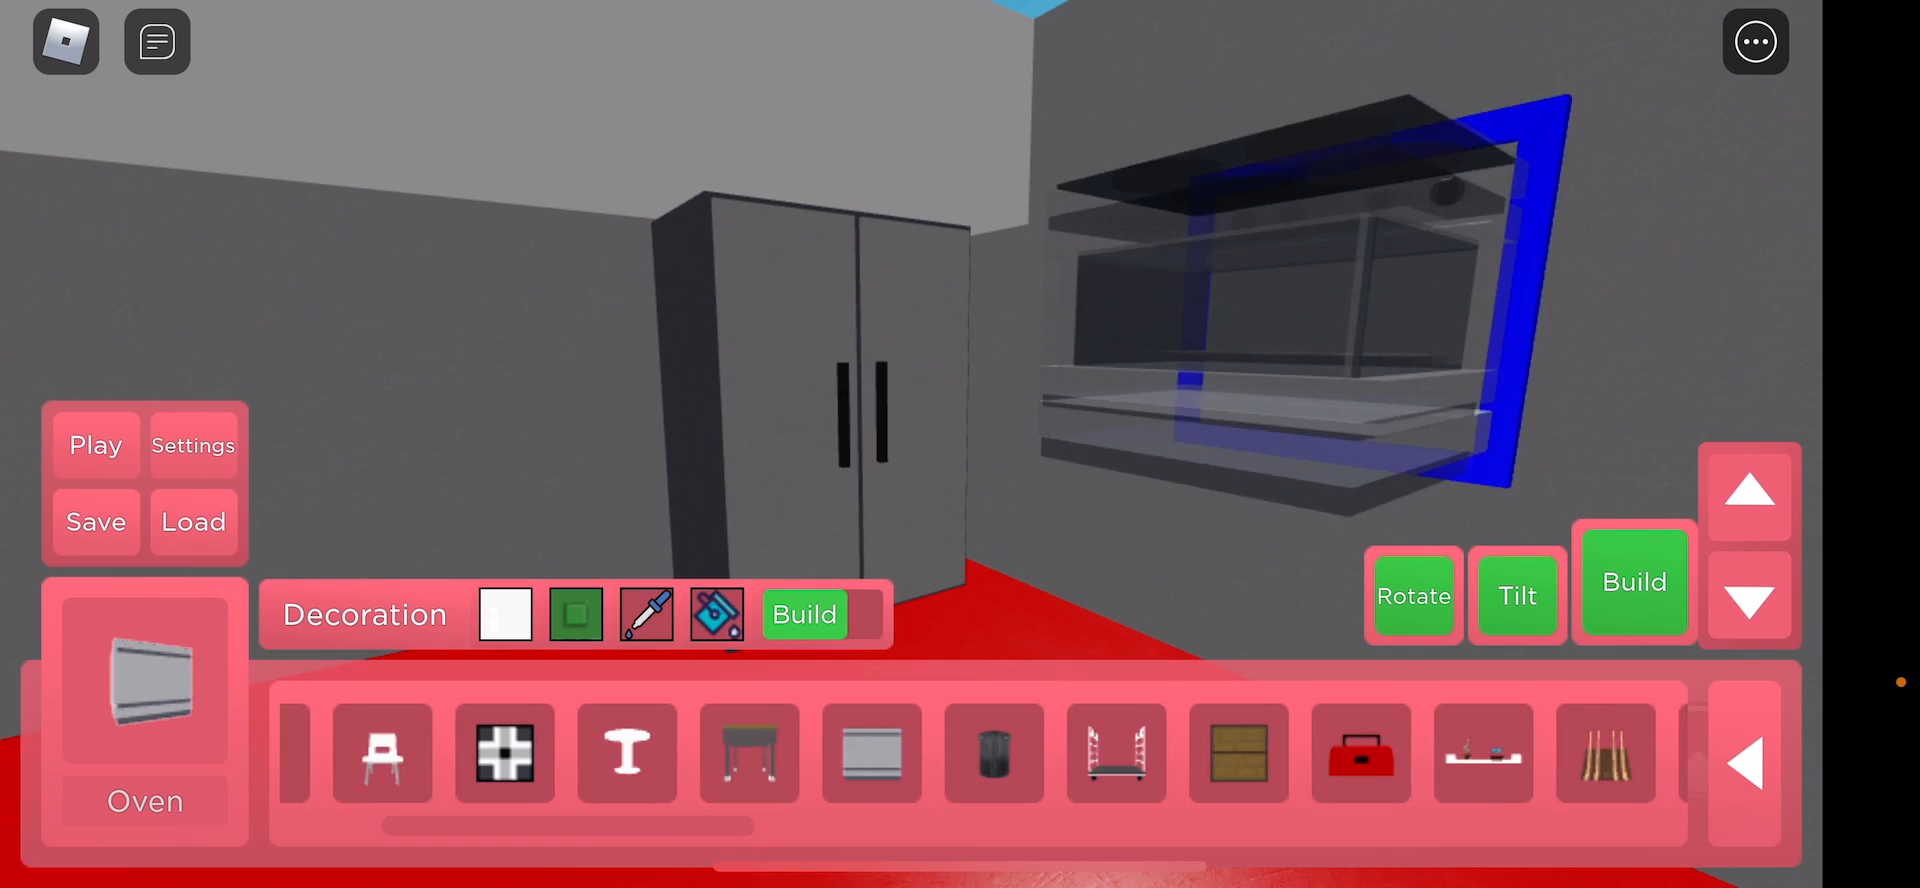 Play
Settings
Save
Load
Decoration
Build
Rotate
Tilt
Build
Oven